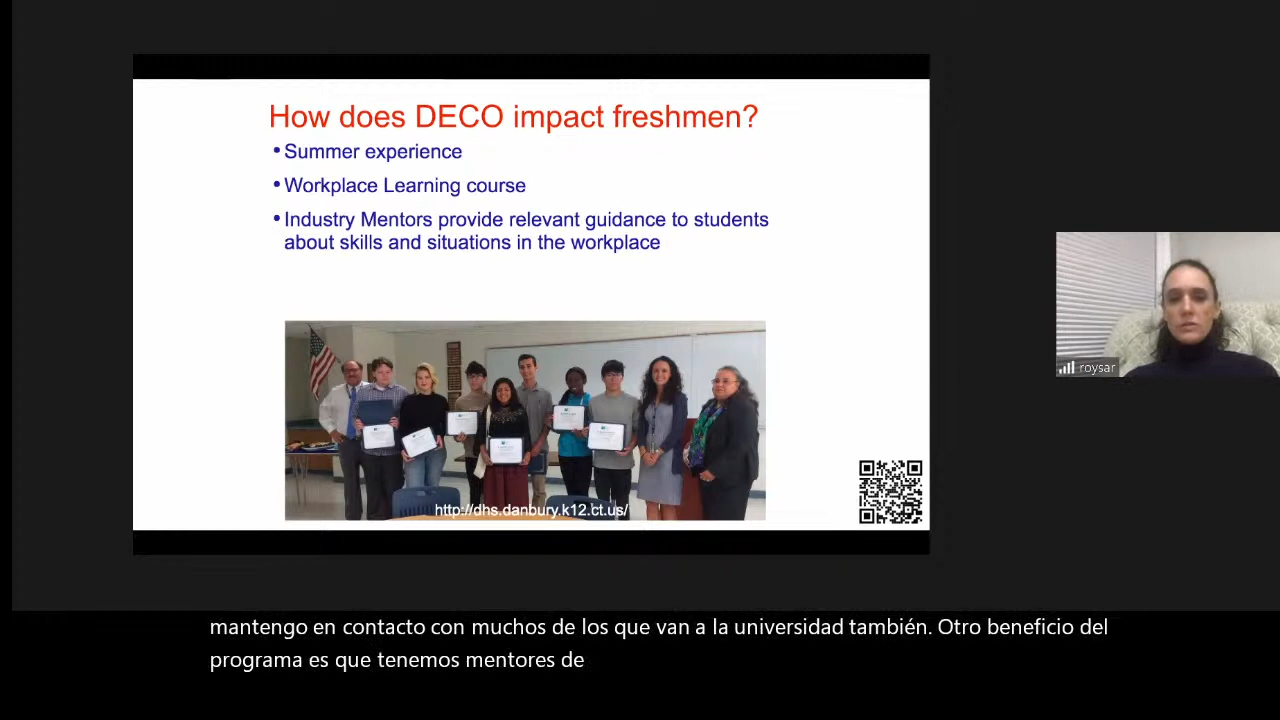 How does DECO impact freshmen?
• Summer experience
• Workplace Learning course
• Industry Mentors provide relevant guidance to students
about skills and situations in the workplace
http://dhs.danbury.k12.ct.us/
roysar
mantengo en contacto con muchos de los que van a la universidad también. Otro beneficio del
programa es que tenemos mentores de